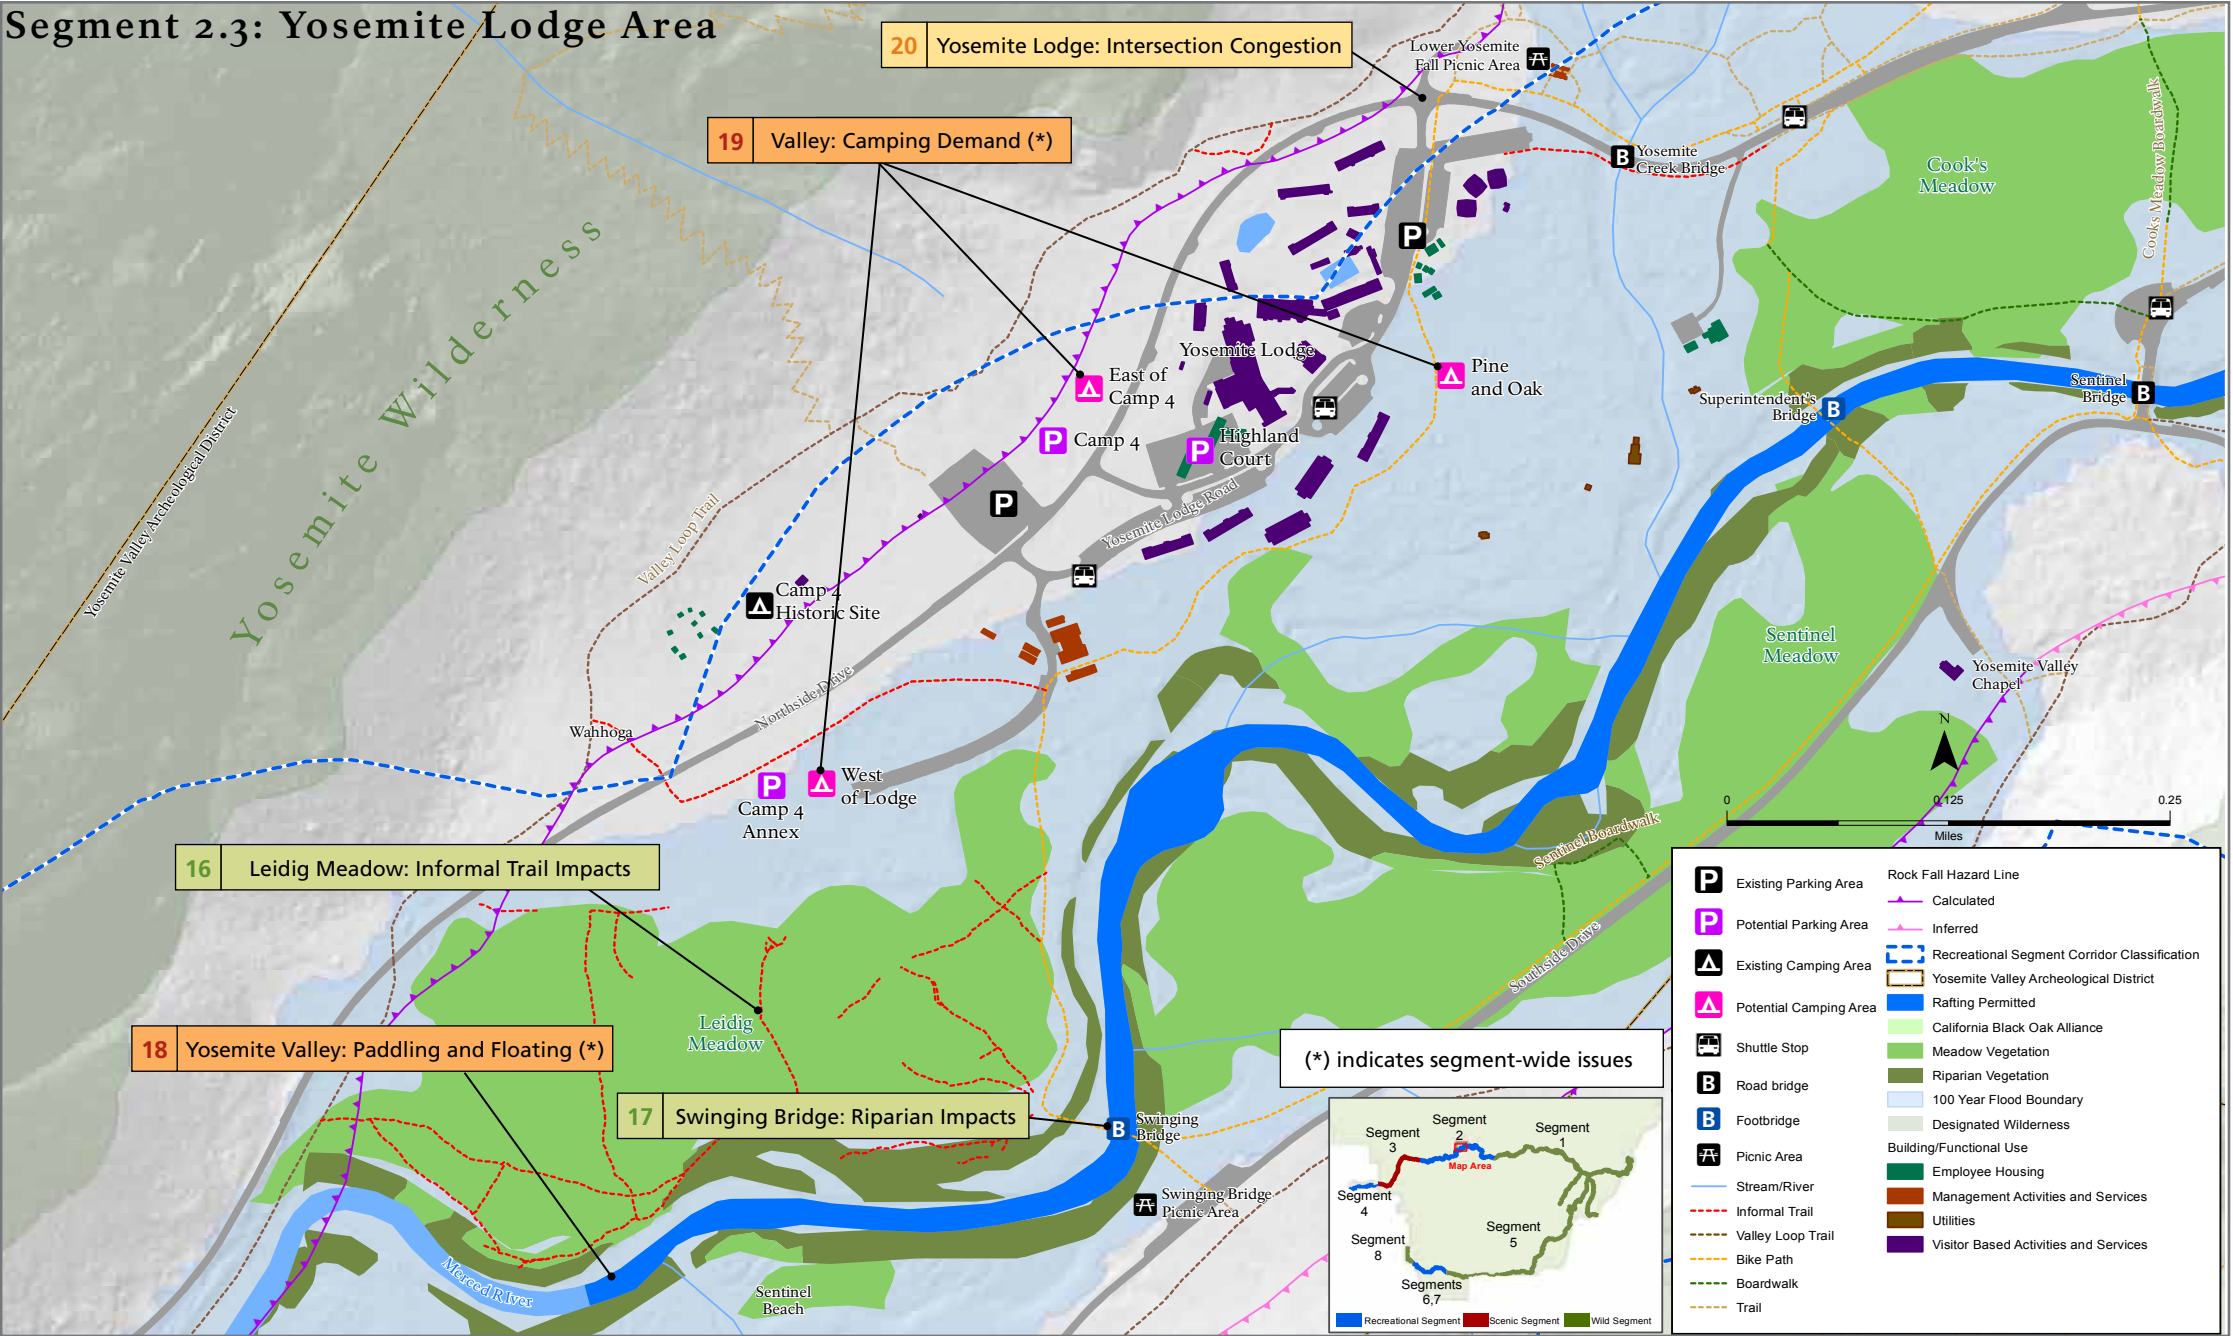 Segment 2.3: Yosemite Lodge Area
20 Yosemite Lodge: Intersection Congestion
Lower Yosemite
Fall Picnic Area
19 Valley: Camping Demand (*)
Yosemite
Creek Bridge
Cook's
Meadow
Cook's Meadow Boardwalk
Yosemite Wilderness
Yosemite Valley Archeological District
Yosemite Lodge
East of
Camp 4
Pine
and Oak
Superintendent's
Bridge
Sentinel
Bridge
Camp 4
Highland
Court
Yosemite Lodge Road
Valley Loop Trail
Camp 4
Historic Site
Northside Drive
Wahhoga
Sentinel
Meadow
Yosemite Valley
Chapel
N
West
of Lodge
Camp 4
Annex
0
0.125
0.25
Miles
Sentinel Boardwalk
Southside Drive
16 Leidig Meadow: Informal Trail Impacts
Leidig
Meadow
18 Yosemite Valley: Paddling and Floating (*)
17 Swinging Bridge: Riparian Impacts
Swinging
Bridge
Swinging Bridge
Picnic Area
Merced RIver
Sentinel
Beach
(*) indicates segment-wide issues
Segment
1
Segment
2
Segment
3
Map Area
Segment
4
Segment
5
Segment
8
Segments
6,7
Recreational Segment
Scenic Segment
Wild Segment
P Existing Parking Area
P Potential Parking Area
Existing Camping Area
Potential Camping Area
Shuttle Stop
B Road bridge
B Footbridge
Picnic Area
Stream/River
Informal Trail
Valley Loop Trail
Bike Path
Boardwalk
Trail
Rock Fall Hazard Line
Calculated
Inferred
Recreational Segment Corridor Classification
Yosemite Valley Archeological District
Rafting Permitted
California Black Oak Alliance
Meadow Vegetation
Riparian Vegetation
100 Year Flood Boundary
Designated Wilderness
Building/Functional Use
Employee Housing
Management Activities and Services
Utilities
Visitor Based Activities and Services